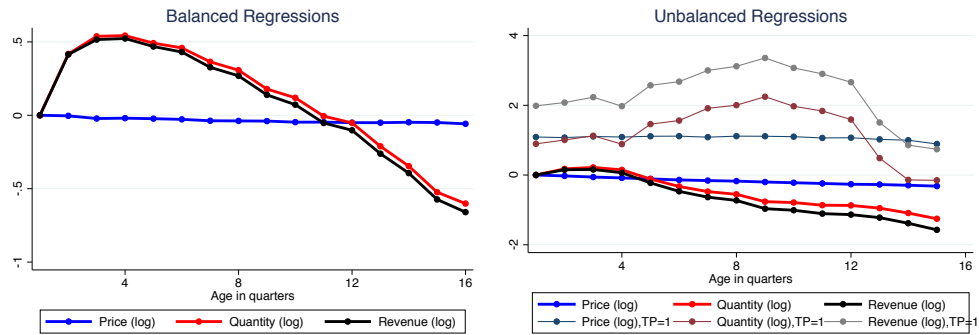 Balanced Regressions
.5
0
-.5
-1
0
4
8
12
16
Age in quarters
Price (log)
Quantity (log)
Revenue (log)
Unbalanced Regressions
4
2
0
-2
0
4
8
12
16
Age in quarters
Price (log)
Quantity (log)
Revenue (log)
Price (log),TP=1
Quantity (log),TP=1
Revenue (log),TP=1